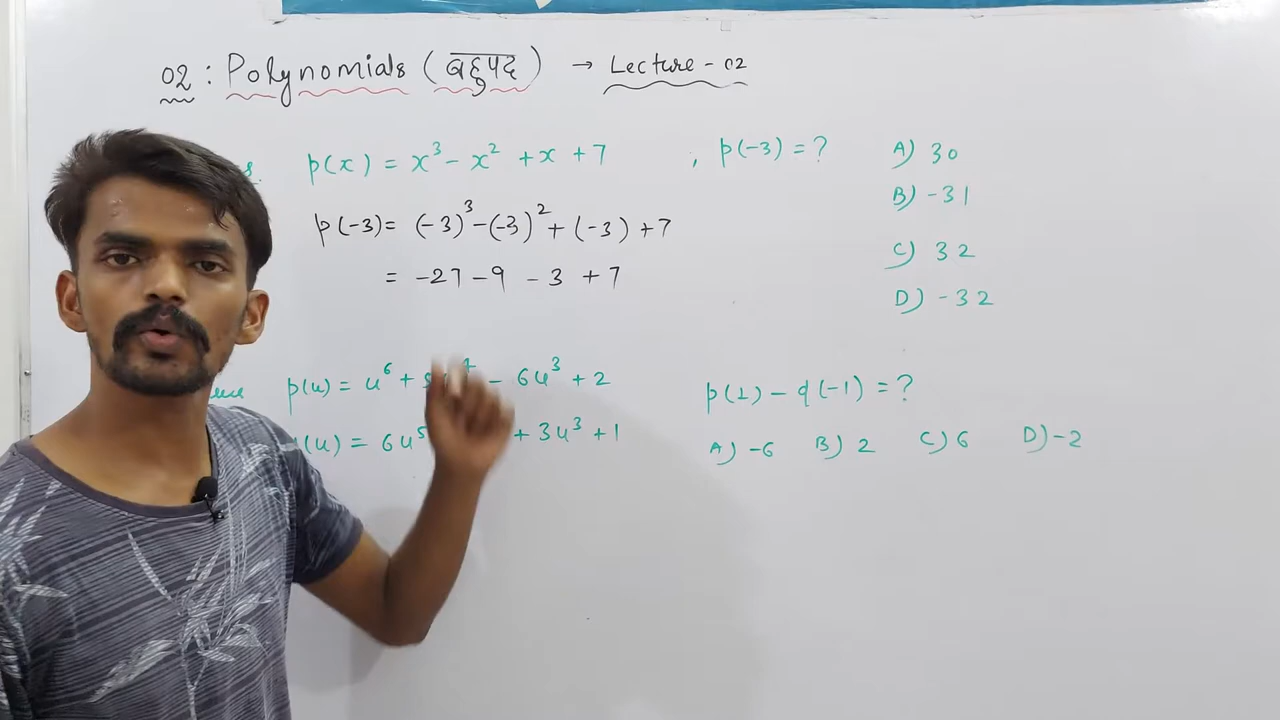 02 : Polynomials (बहुपद) → Lecture - 02
p(x) = x³ - x² + x + 7 , p(-3) = ? A) 30
B) -31
p(-3) = (-3)³ - (-3)² + (-3) + 7
C) 32
= -27 - 9 - 3 + 7
D) -32
p(u) = u⁶ + - 6u³ + 2 p(1) - q(-1) = ?
(u) = 6u⁵ + 3u³ + 1 A) -6 B) 2 C) 6 D) -2